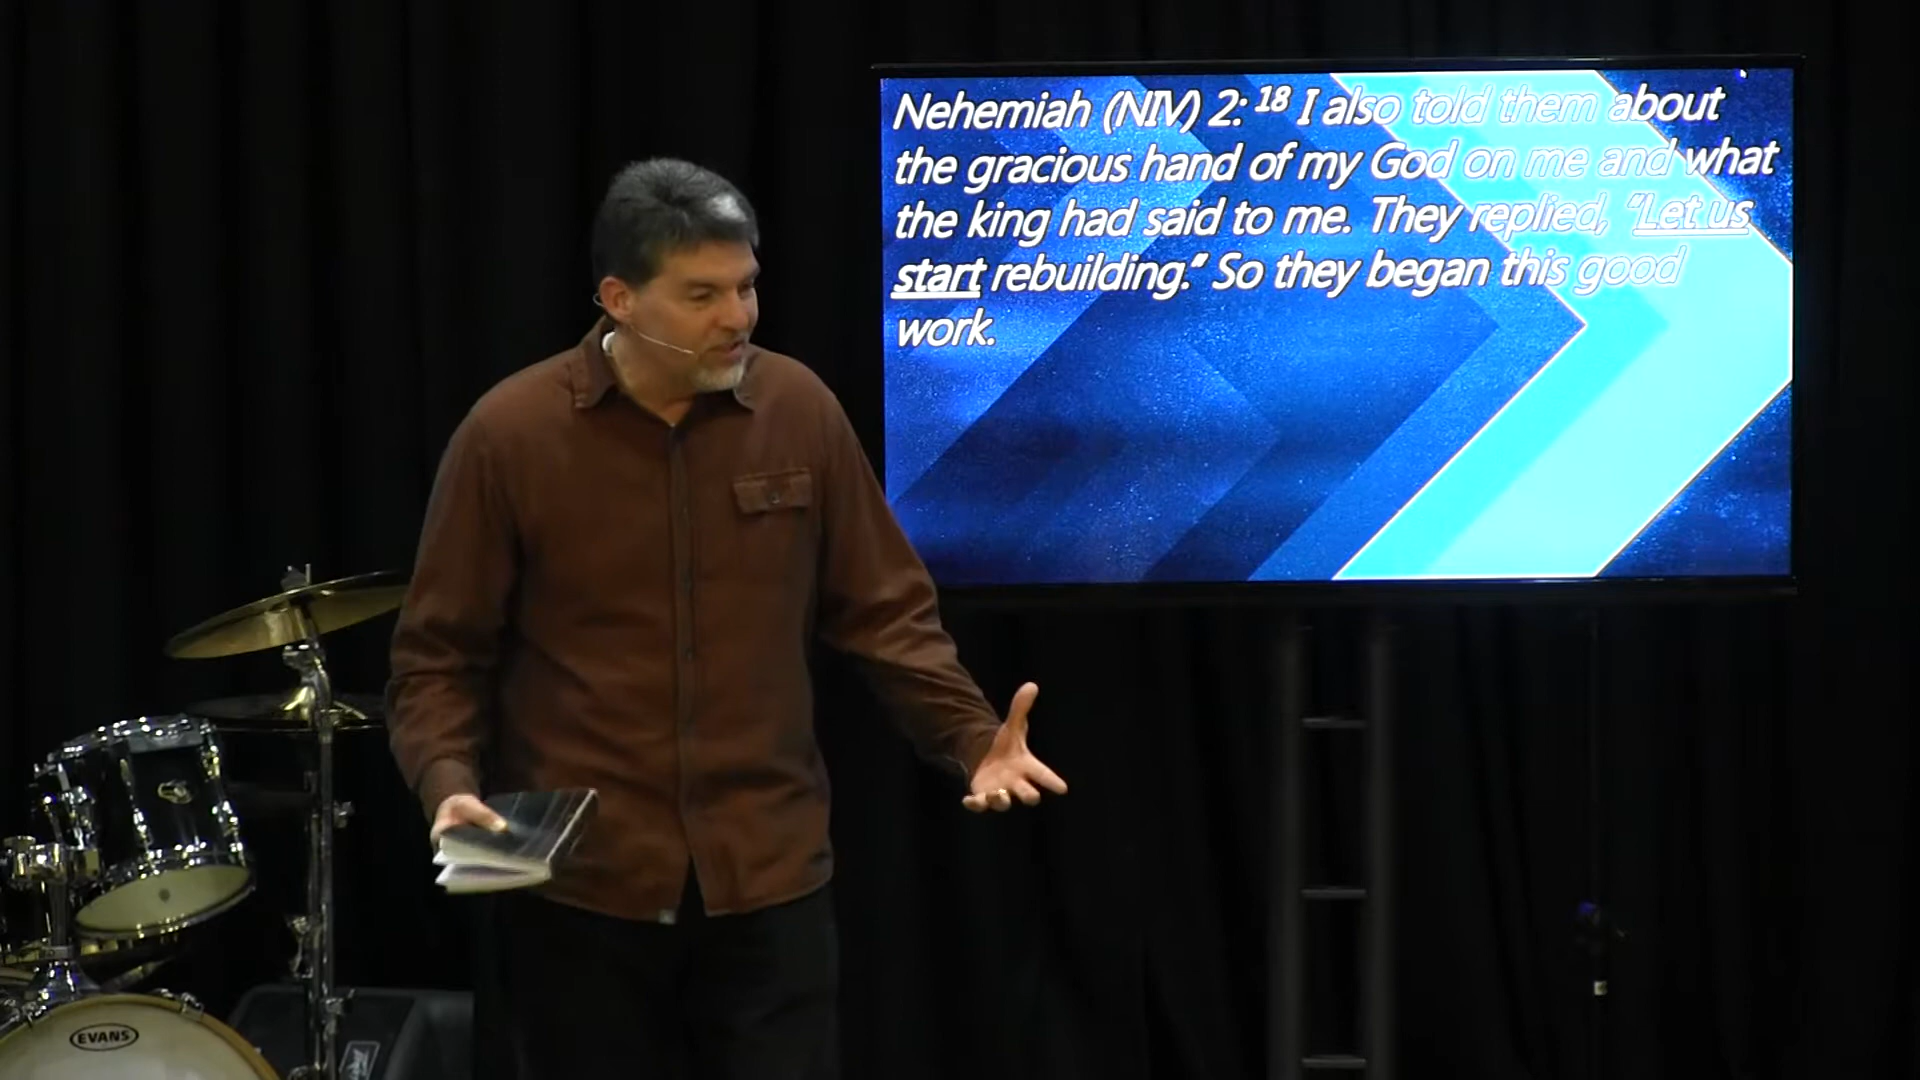 Nehemiah (NIV) 2: 18 I also told them about
the gracious hand of my God on me and what
the king had said to me. They replied, “Let us
start rebuilding.“ So they began this good
work.
EVANS